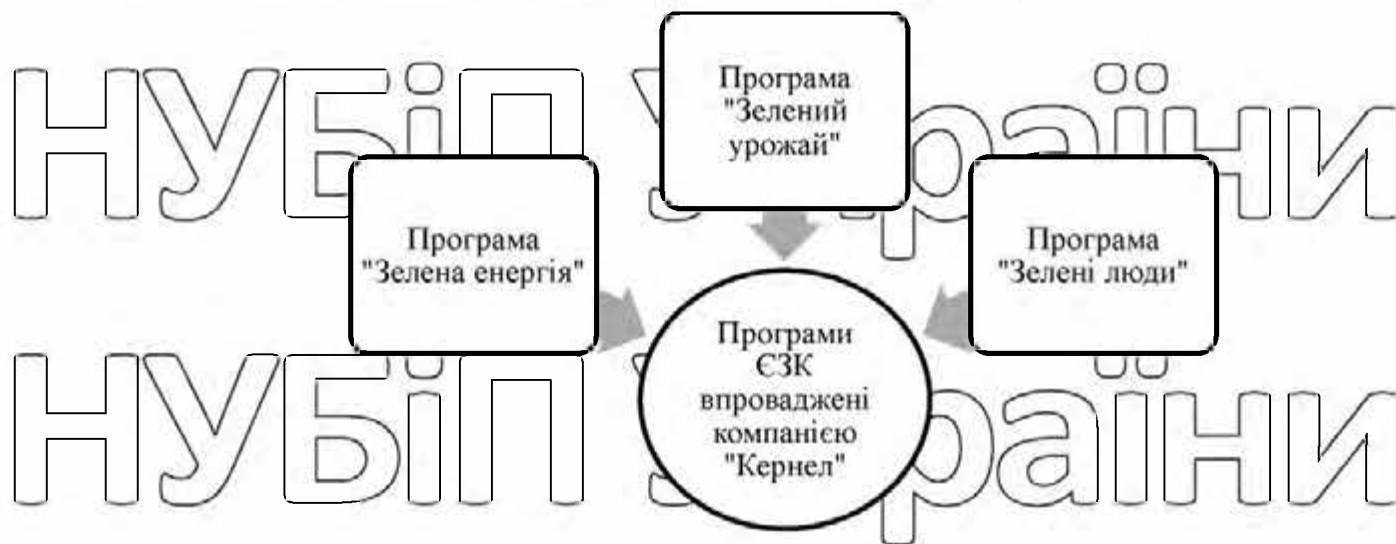 НУБіП України
Програма
"Зелений
урожай"
Програма
"Зелена енергія"
Програма
"Зелені люди"
Програми
ЄЗК
впроваджені
компанією
"Кернел"
НУБіП України